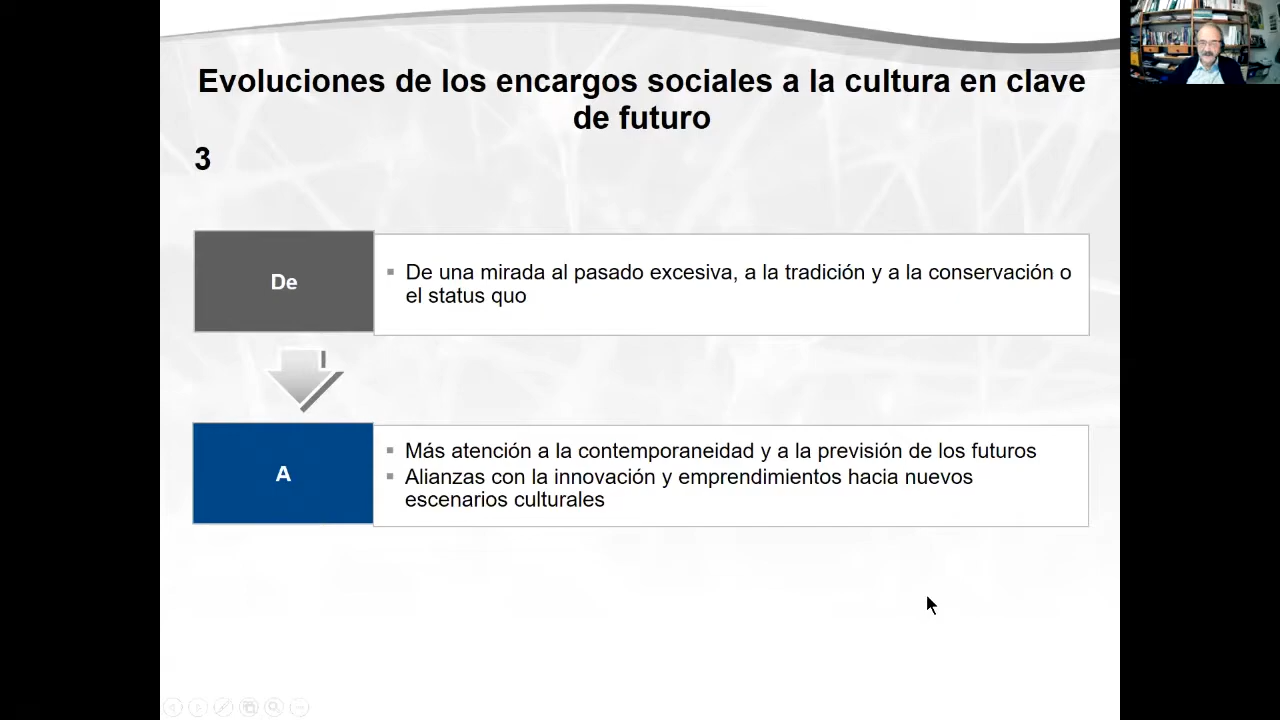 Evoluciones de los encargos sociales a la cultura en clave
de futuro
3
De
▪ De una mirada al pasado excesiva, a la tradición y a la conservación o
el status quo
A
▪ Más atención a la contemporaneidad y a la previsión de los futuros
▪ Alianzas con la innovación y emprendimientos hacia nuevos
escenarios culturales